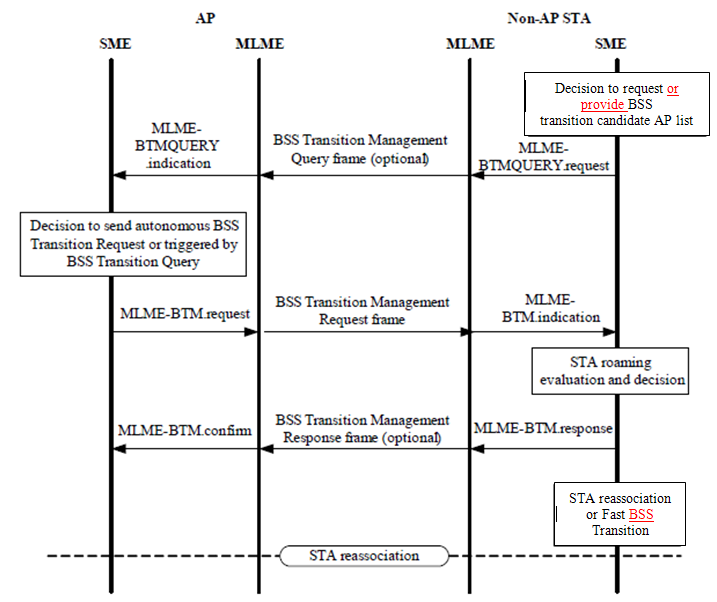 AP
Non-AP STA
SME
MLME
MLME
SME
Decision to request or
provide BSS
transition candidate AP list
MLME-
BTMQUERY
.indication
BSS Transition Management
Query frame (optional)
MLME-
BTMQUERY.request
Decision to send autonomous BSS
Transition Request or triggered by
BSS Transition Query
MLME-BTM.request
BSS Transition Management
Request frame
MLME-
BTM.indication
STA roaming
evaluation and decision
MLME-BTM.confirm
BSS Transition Management
Response frame (optional)
MLME-BTM.response
STA reassociation
or Fast BSS
Transition
STA reassociation